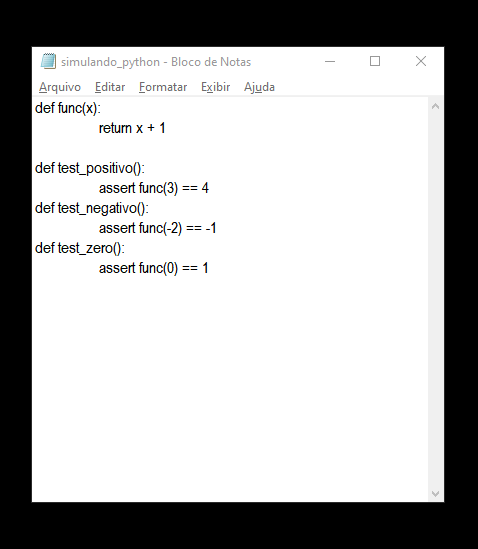 simulando_python - Bloco de Notas
Arquivo Editar Formatar Exibir Ajuda
def func(x):
return x + 1
def test_positivo():
assert func(3) == 4
def test_negativo():
assert func(-2) == -1
def test_zero():
assert func(0) == 1